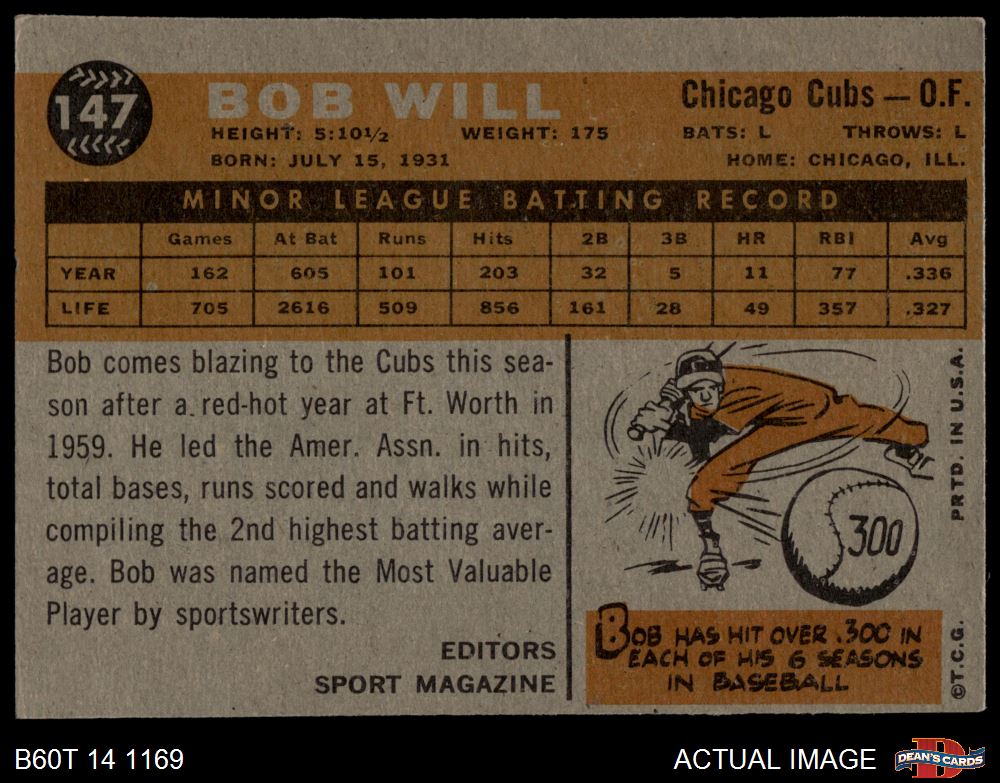 147
BOB WILL
Chicago Cubs — O.F.
HEIGHT: 5:10½ WEIGHT: 175 BATS: L THROWS: L
BORN: JULY 15, 1931 HOME: CHICAGO, ILL.
MINOR LEAGUE BATTING RECORD
Games At Bat Runs Hits 2B 3B HR RBI Avg
YEAR 162 605 101 203 32 5 11 77 .336
LIFE 705 2616 509 856 161 28 49 357 .327
Bob comes blazing to the Cubs this sea-
son after a red-hot year at Ft. Worth in
1959. He led the Amer. Assn. in hits,
total bases, runs scored and walks while
compiling the 2nd highest batting aver-
age. Bob was named the Most Valuable
Player by sportswriters.
EDITORS
SPORT MAGAZINE
300
BOB HAS HIT OVER .300 IN
EACH OF HIS 6 SEASONS
IN BASEBALL
PRTD. IN U.S.A.
©T.C.G.
B60T 14 1169
ACTUAL IMAGE
D
DEAN'S CARDS